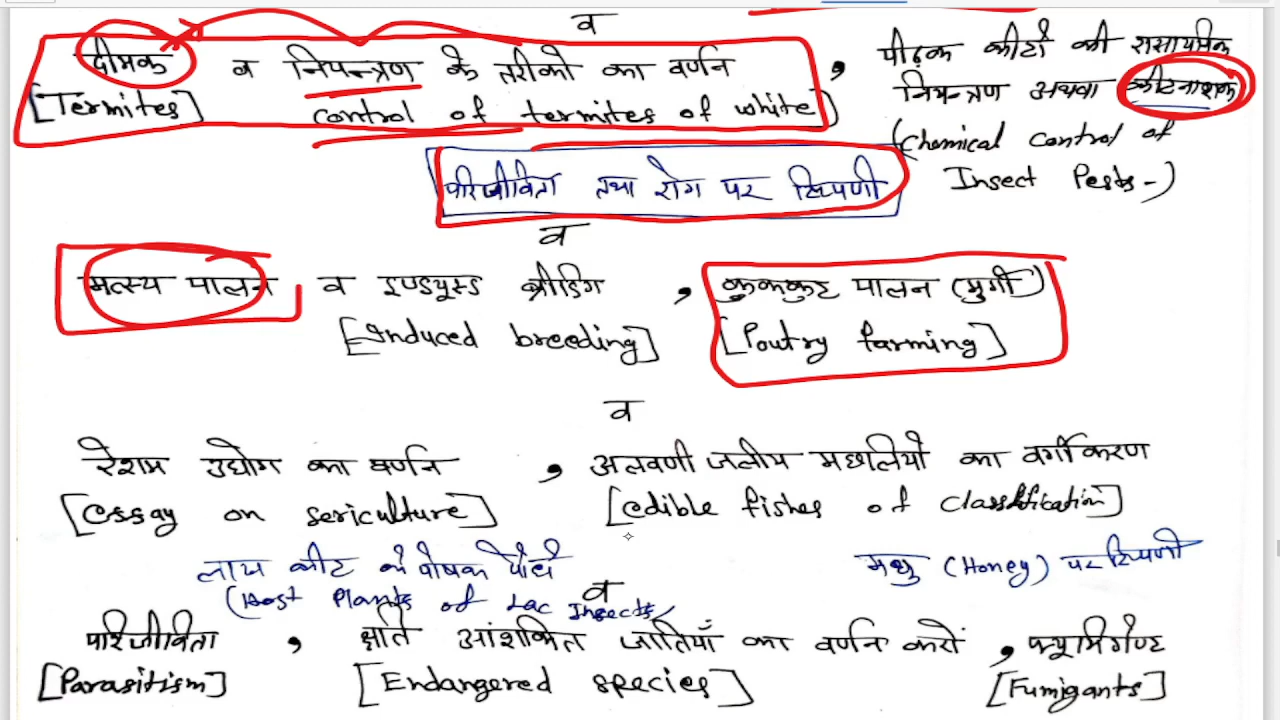 व
दीमक व नियन्त्रण के तरीको का वर्णन ,
[Termites] control of termites of white)
पीढ़क कीटों की रासायनिक
नियन्त्रण अथवा कीटनाशक
(Chemical control of
Insect Pests-)
परिजीविता तथा रोग पर टिप्पणी
व
मत्स्य पालन व इण्ड्यूस्ड ब्रीडिंग , कुक्कुट पालन (मुर्गी)
[Induced breeding] [Poutry farming]
व
रेशम उद्योग का वर्णन , अलवणी जलीय मछलियो का वर्गीकरण
[essay on sericulture] [edible fishes of classification]
लाख कीट के पोषक पौधे मधु (Honey) पर टिप्पणी
(Host Plants of Lac Insects)
व
परिजीविता , क्षति आंशकित जातियाँ का वर्णन करों , फ्यूमिगेण्ट
[Parasitism] [Endangered species] [Fumigants]